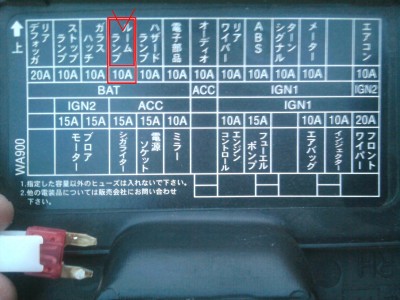 ↑上
リア デフォッガ
ストップ ランプ
ガラス ハッチ
ルーム ランプ
ハザード ランプ
電子部品
オーディオ
リア ワイパー
ABS
ターン シグナル
メーター
エアコン
20A 10A 10A 10A 10A 10A 10A 10A 10A 10A 10A 10A
BAT ACC IGN1 IGN2
IGN2 ACC IGN1
15A 15A 15A 15A 10A 10A 15A 10A 10A 20A
ブロア モーター
シガライター
電源 ソケット
ミラー
エンジン コントロール
フューエル ポンプ
エアバッグ
インジェクター
フロント ワイパー
WA900
1.指定した容量以外のヒューズは入れないで下さい。
2.他の電装品については販売会社にお問い合わせ
下さい。